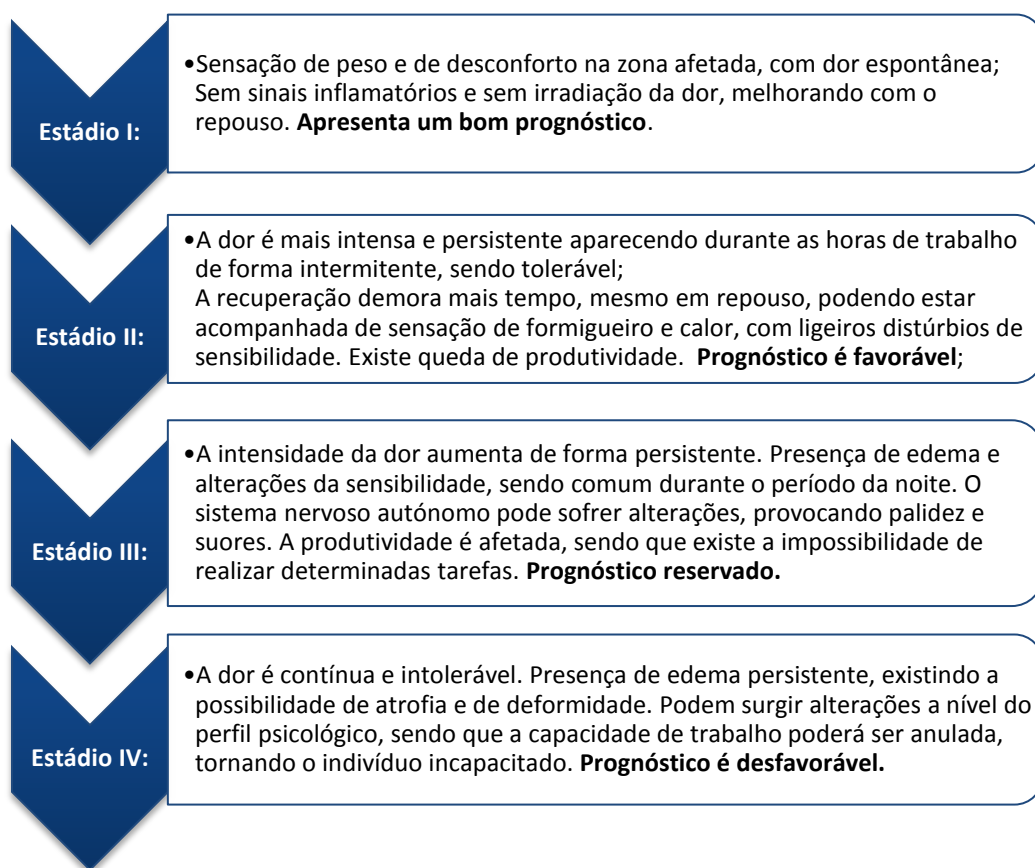 Estádio I:
•Sensação de peso e de desconforto na zona afetada, com dor espontânea;
Sem sinais inflamatórios e sem irradiação da dor, melhorando com o
repouso. Apresenta um bom prognóstico.
Estádio II:
•A dor é mais intensa e persistente aparecendo durante as horas de trabalho
de forma intermitente, sendo tolerável;
A recuperação demora mais tempo, mesmo em repouso, podendo estar
acompanhada de sensação de formigueiro e calor, com ligeiros distúrbios de
sensibilidade. Existe queda de produtividade. Prognóstico é favorável;
Estádio III:
•A intensidade da dor aumenta de forma persistente. Presença de edema e
alterações da sensibilidade, sendo comum durante o período da noite. O
sistema nervoso autónomo pode sofrer alterações, provocando palidez e
suores. A produtividade é afetada, sendo que existe a impossibilidade de
realizar determinadas tarefas. Prognóstico reservado.
Estádio IV:
•A dor é contínua e intolerável. Presença de edema persistente, existindo a
possibilidade de atrofia e de deformidade. Podem surgir alterações a nível do
perfil psicológico, sendo que a capacidade de trabalho poderá ser anulada,
tornando o indivíduo incapacitado. Prognóstico é desfavorável.